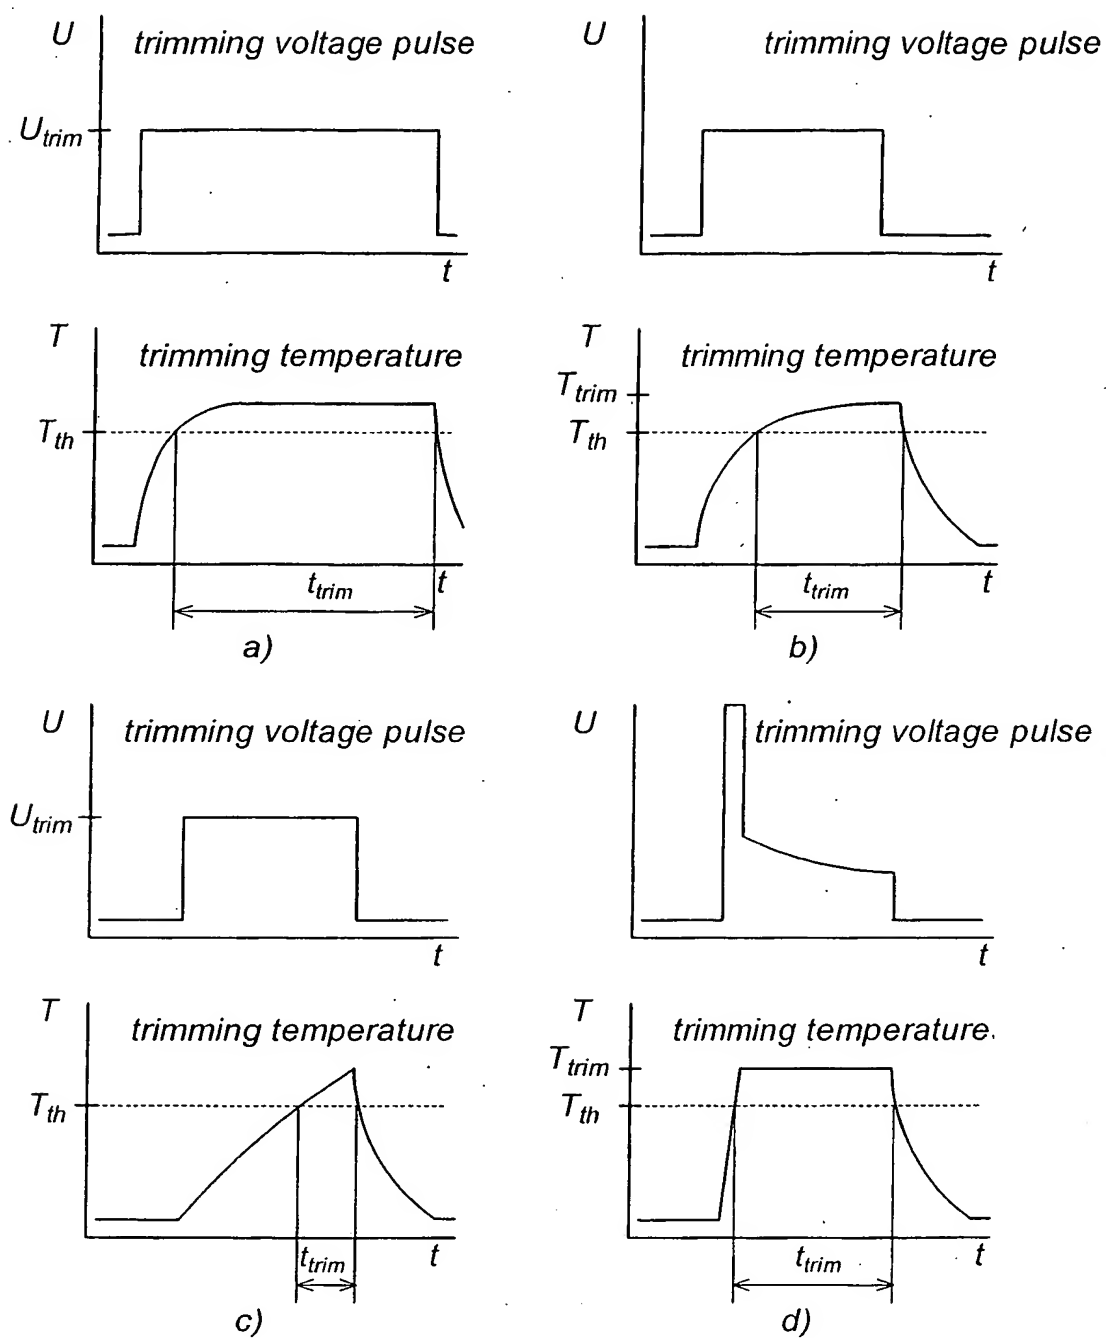 U trimming voltage pulse
U_trim
t
T trimming temperature
T_th
t_trim t
a)
U trimming voltage pulse
t
T trimming temperature
T_trim
T_th
t_trim t
b)
U trimming voltage pulse
U_trim
t
T trimming temperature
T_th
t_trim t
c)
U trimming voltage pulse
t
T trimming temperature
T_trim
T_th
t_trim t
d)